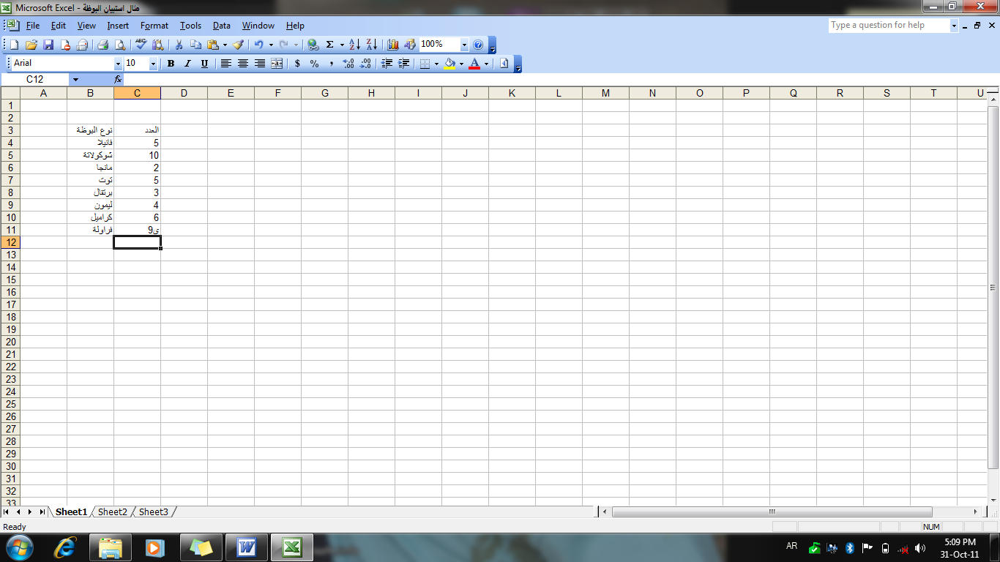 Microsoft Excel - مثال استبيان البوظة
File Edit View Insert Format Tools Data Window Help
Type a question for help
100%
Arial 10 B I U $ % ,
C12 fx
A B C D E F G H I J K L M N O P Q R S T U
1
2
3 نوع البوظة العدد
4 فانيلا 5
5 شوكولاتة 10
6 مانجا 2
7 توت 5
8 برتقال 3
9 ليمون 4
10 كراميل 6
11 فراولة ي9
12
13
14
15
16
17
18
19
20
21
22
23
24
25
26
27
28
29
30
31
32
33
Sheet1 Sheet2 Sheet3
Ready NUM
AR 5:09 PM
31-Oct-11